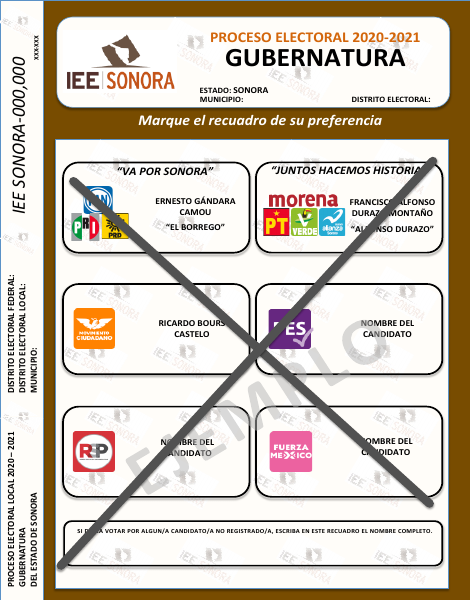 PROCESO ELECTORAL 2020-2021
GUBERNATURA
IEE SONORA
ESTADO: SONORA
MUNICIPIO:
DISTRITO ELECTORAL:
Marque el recuadro de su preferencia
IEE SONORA-000,000
XXX-XXX
DISTRITO ELECTORAL FEDERAL:
DISTRITO ELECTORAL LOCAL:
MUNICIPIO:
PROCESO ELECTORAL LOCAL 2020 – 2021
GUBERNATURA
DEL ESTADO DE SONORA
"VA POR SONORA"
PAN
PRI
PRD
ERNESTO GÁNDARA
CAMOU
"EL BORREGO"
"JUNTOS HACEMOS HISTORIA"
morena
PT
VERDE
alianza
FRANCISCO ALFONSO
DURAZO MONTAÑO
"ALFONSO DURAZO"
MOVIMIENTO
CIUDADANO
RICARDO BOURS
CASTELO
PES
NOMBRE DEL
CANDIDATO
RSP
NOMBRE DEL
CANDIDATO
FUERZA
MEXICO
NOMBRE DEL
CANDIDATO
SI DESEA VOTAR POR ALGUN/A CANDIDATO/A NO REGISTRADO/A, ESCRIBA EN ESTE RECUADRO EL NOMBRE COMPLETO.
EJEMPLO